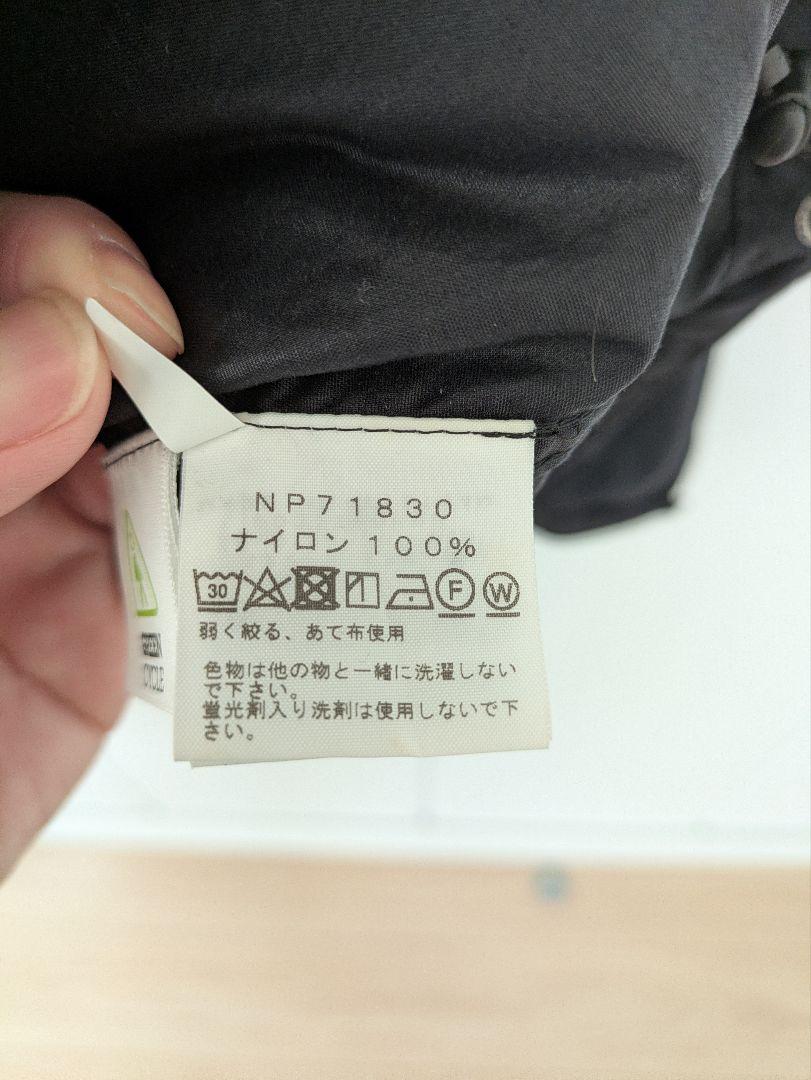 NP71830
ナイロン 100%
30
F
W
弱く絞る、あて布使用
色物は他の物と一緒に洗濯しない
で下さい。
蛍光剤入り洗剤は使用しないで下
さい。
GREEN
CYCLE